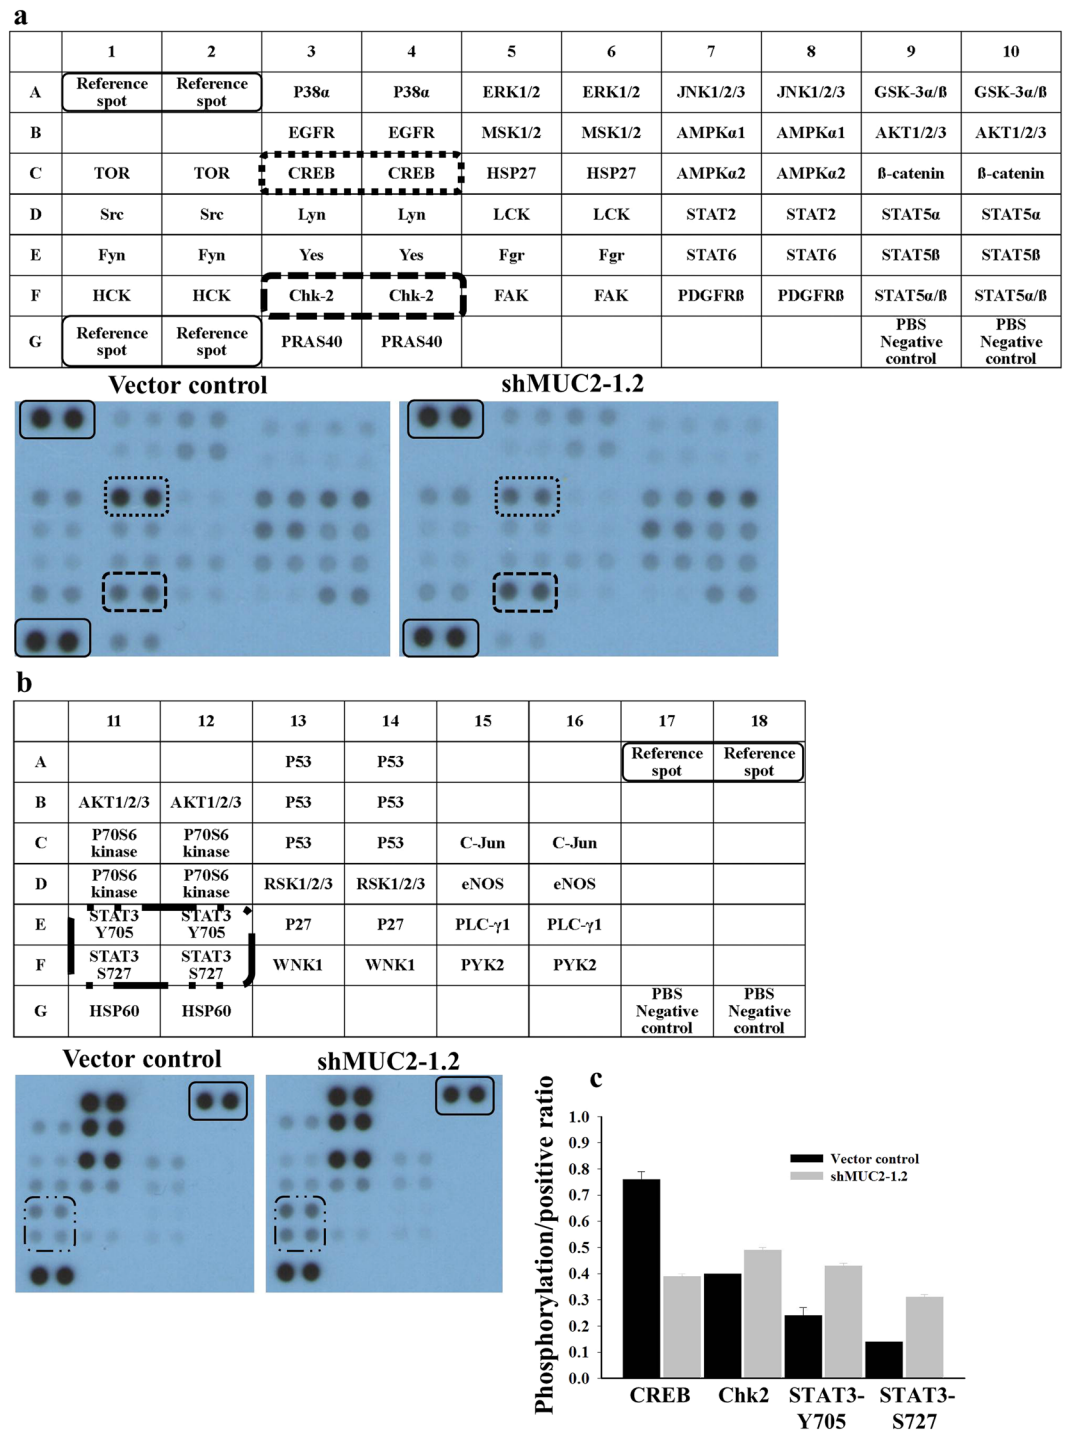 a
1 2 3 4 5 6 7 8 9 10
A Reference spot Reference spot P38α P38α ERK1/2 ERK1/2 JNK1/2/3 JNK1/2/3 GSK-3α/ß GSK-3α/ß
B EGFR EGFR MSK1/2 MSK1/2 AMPKα1 AMPKα1 AKT1/2/3 AKT1/2/3
C TOR TOR CREB CREB HSP27 HSP27 AMPKα2 AMPKα2 ß-catenin ß-catenin
D Src Src Lyn Lyn LCK LCK STAT2 STAT2 STAT5α STAT5α
E Fyn Fyn Yes Yes Fgr Fgr STAT6 STAT6 STAT5ß STAT5ß
F HCK HCK Chk-2 Chk-2 FAK FAK PDGFRß PDGFRß STAT5α/ß STAT5α/ß
G Reference spot Reference spot PRAS40 PRAS40 PBS Negative control PBS Negative control
Vector control shMUC2-1.2
b
11 12 13 14 15 16 17 18
A P53 P53 Reference spot Reference spot
B AKT1/2/3 AKT1/2/3 P53 P53
C P70S6 kinase P70S6 kinase P53 P53 C-Jun C-Jun
D P70S6 kinase P70S6 kinase RSK1/2/3 RSK1/2/3 eNOS eNOS
E STAT3 Y705 STAT3 Y705 P27 P27 PLC-γ1 PLC-γ1
F STAT3 S727 STAT3 S727 WNK1 WNK1 PYK2 PYK2
G HSP60 HSP60 PBS Negative control PBS Negative control
Vector control shMUC2-1.2
c
Phosphorylation/positive ratio
1.0
0.9
0.8
0.7
0.6
0.5
0.4
0.3
0.2
0.1
0.0
Vector control
shMUC2-1.2
CREB Chk2 STAT3-Y705 STAT3-S727